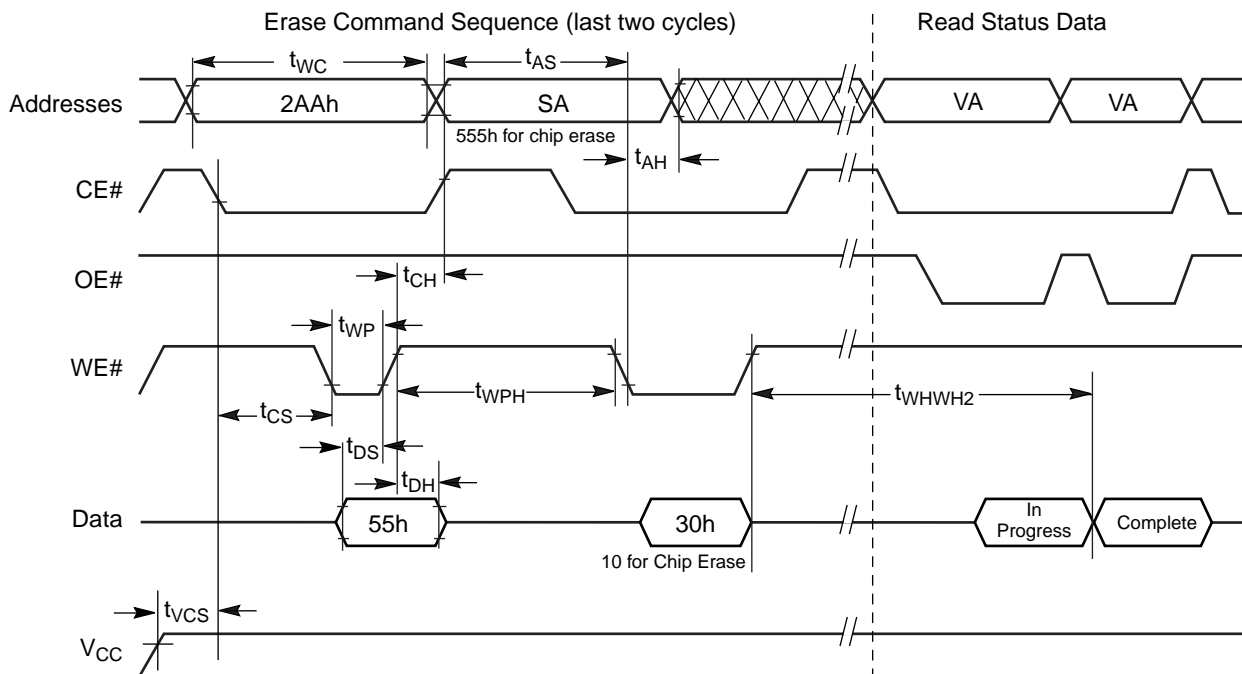 Erase Command Sequence (last two cycles) Read Status Data
tWC tAS
Addresses 2AAh SA VA VA
555h for chip erase
tAH
CE#
OE#
tCH
tWP
WE#
tWPH tWHWH2
tCS
tDS
tDH
Data 55h 30h In Progress Complete
10 for Chip Erase
tVCS
VCC